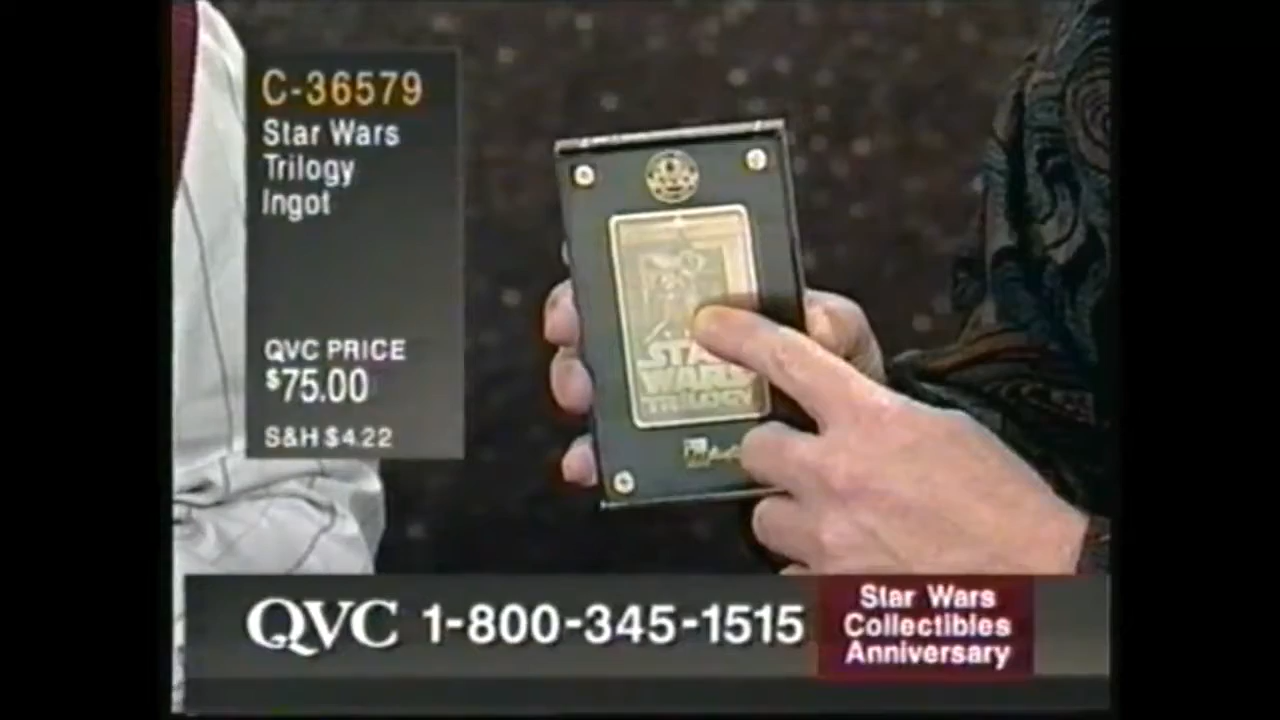 C-36579
Star Wars
Trilogy
Ingot
QVC PRICE
$75.00
S&H $4.22
STAR
WARS
TRILOGY
QVC 1-800-345-1515
Star Wars
Collectibles
Anniversary